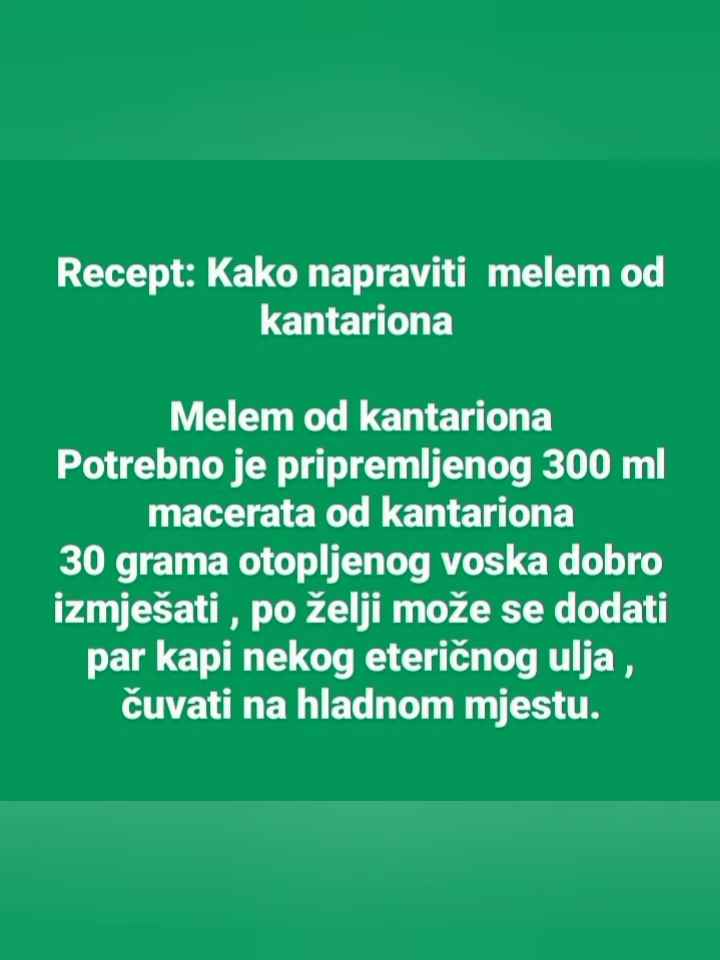 Recept: Kako napraviti  melem od
kantariona
Melem od kantariona
Potrebno je pripremljenog 300 ml
macerata od kantariona
30 grama otopljenog voska dobro
izmješati , po želji može se dodati
par kapi nekog eteričnog ulja ,
čuvati na hladnom mjestu.